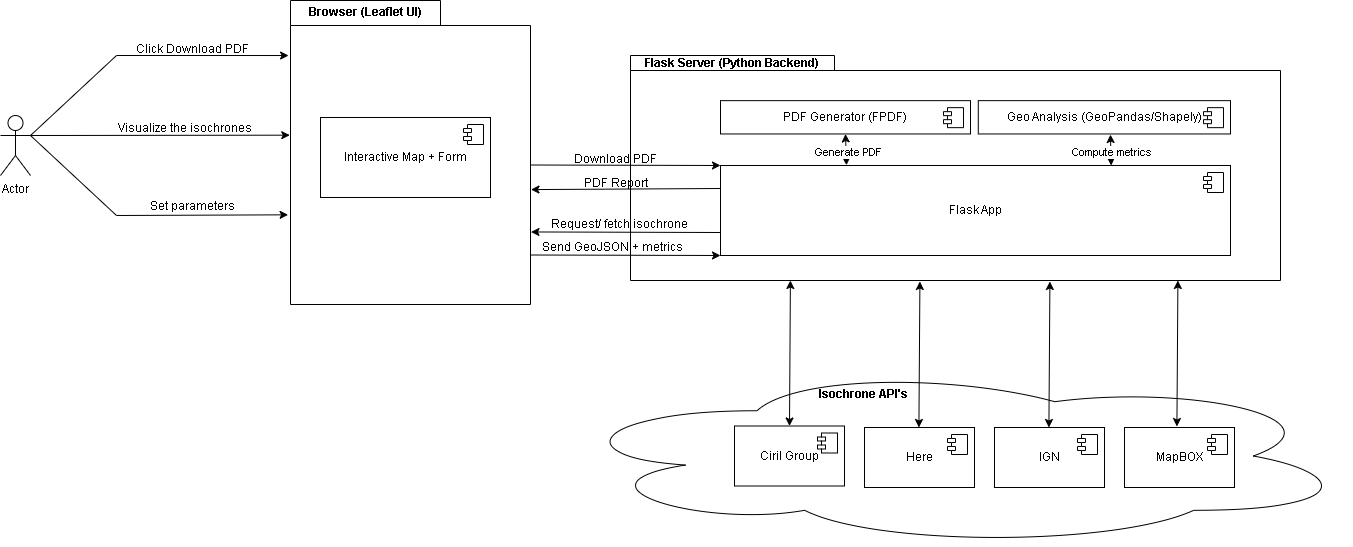 Browser (Leaflet UI)
Click Download PDF
Visualize the isochrones
Set parameters
Actor
Interactive Map + Form
Download PDF
PDF Report
Request/ fetch isochrone
Send GeoJSON + metrics
Flask Server (Python Backend)
PDF Generator (FPDF)
Geo Analysis (GeoPandas/Shapely)
Generate PDF
Compute metrics
Flask App
Isochrone API's
Ciril Group
Here
IGN
MapBOX